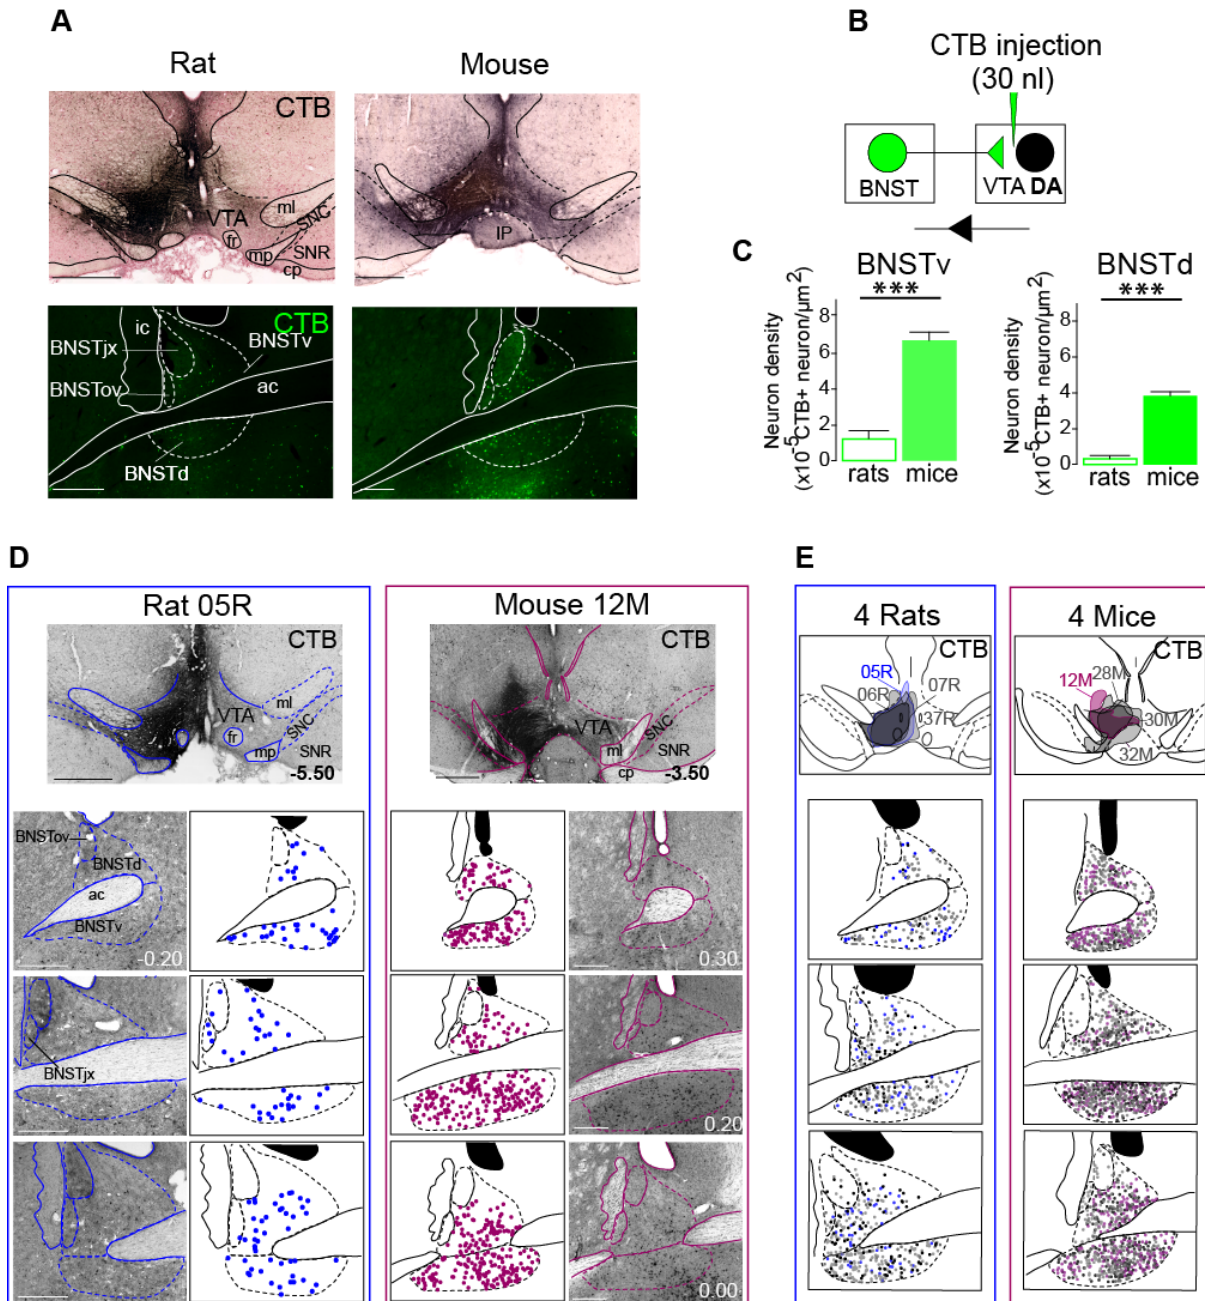 A
Rat
Mouse
CTB
VTA
ml
SNC
fr
mp
SNR
cp
IP
CTB
ic
BNSTjx
BNSTv
BNSTov
ac
BNSTd
B
CTB injection
(30 nl)
BNST
VTA DA
C
BNSTv
***
Neuron density
(x10⁻⁵CTB+ neuron/µm²)
8
6
4
2
0
rats
mice
BNSTd
***
Neuron density
(x10⁻⁵CTB+ neuron/µm²)
8
6
4
2
0
rats
mice
D
Rat 05R
CTB
VTA
ml
SNC
fr
mp
SNR
-5.50
BNSTov
BNSTd
ac
BNSTv
-0.20
BNSTjx
Mouse 12M
CTB
VTA
ml
SNC
SNR
cp
-3.50
0.30
0.20
0.00
E
4 Rats
CTB
05R
06R
07R
37R
4 Mice
CTB
12M
28M
30M
32M